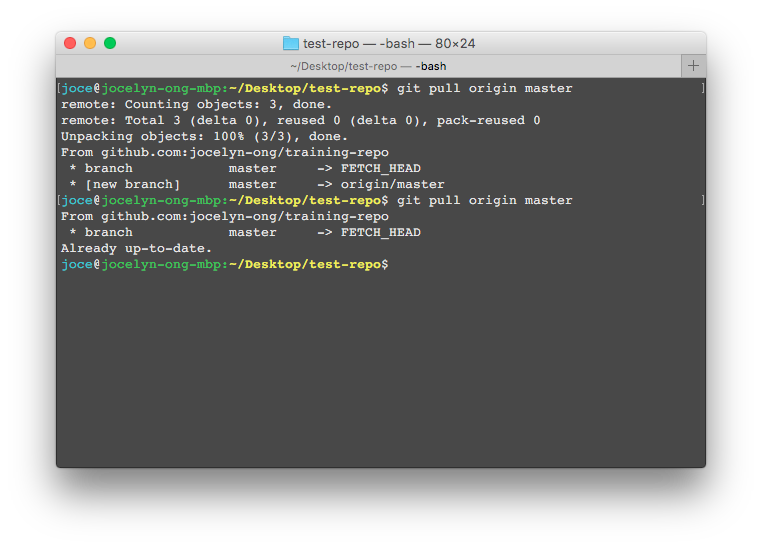 test-repo — -bash — 80×24
~/Desktop/test-repo — -bash
[joce@jocelyn-ong-mbp:~/Desktop/test-repo$ git pull origin master ]
remote: Counting objects: 3, done.
remote: Total 3 (delta 0), reused 0 (delta 0), pack-reused 0
Unpacking objects: 100% (3/3), done.
From github.com:jocelyn-ong/training-repo
 * branch            master     -> FETCH_HEAD
 * [new branch]      master     -> origin/master
[joce@jocelyn-ong-mbp:~/Desktop/test-repo$ git pull origin master ]
From github.com:jocelyn-ong/training-repo
 * branch            master     -> FETCH_HEAD
Already up-to-date.
joce@jocelyn-ong-mbp:~/Desktop/test-repo$